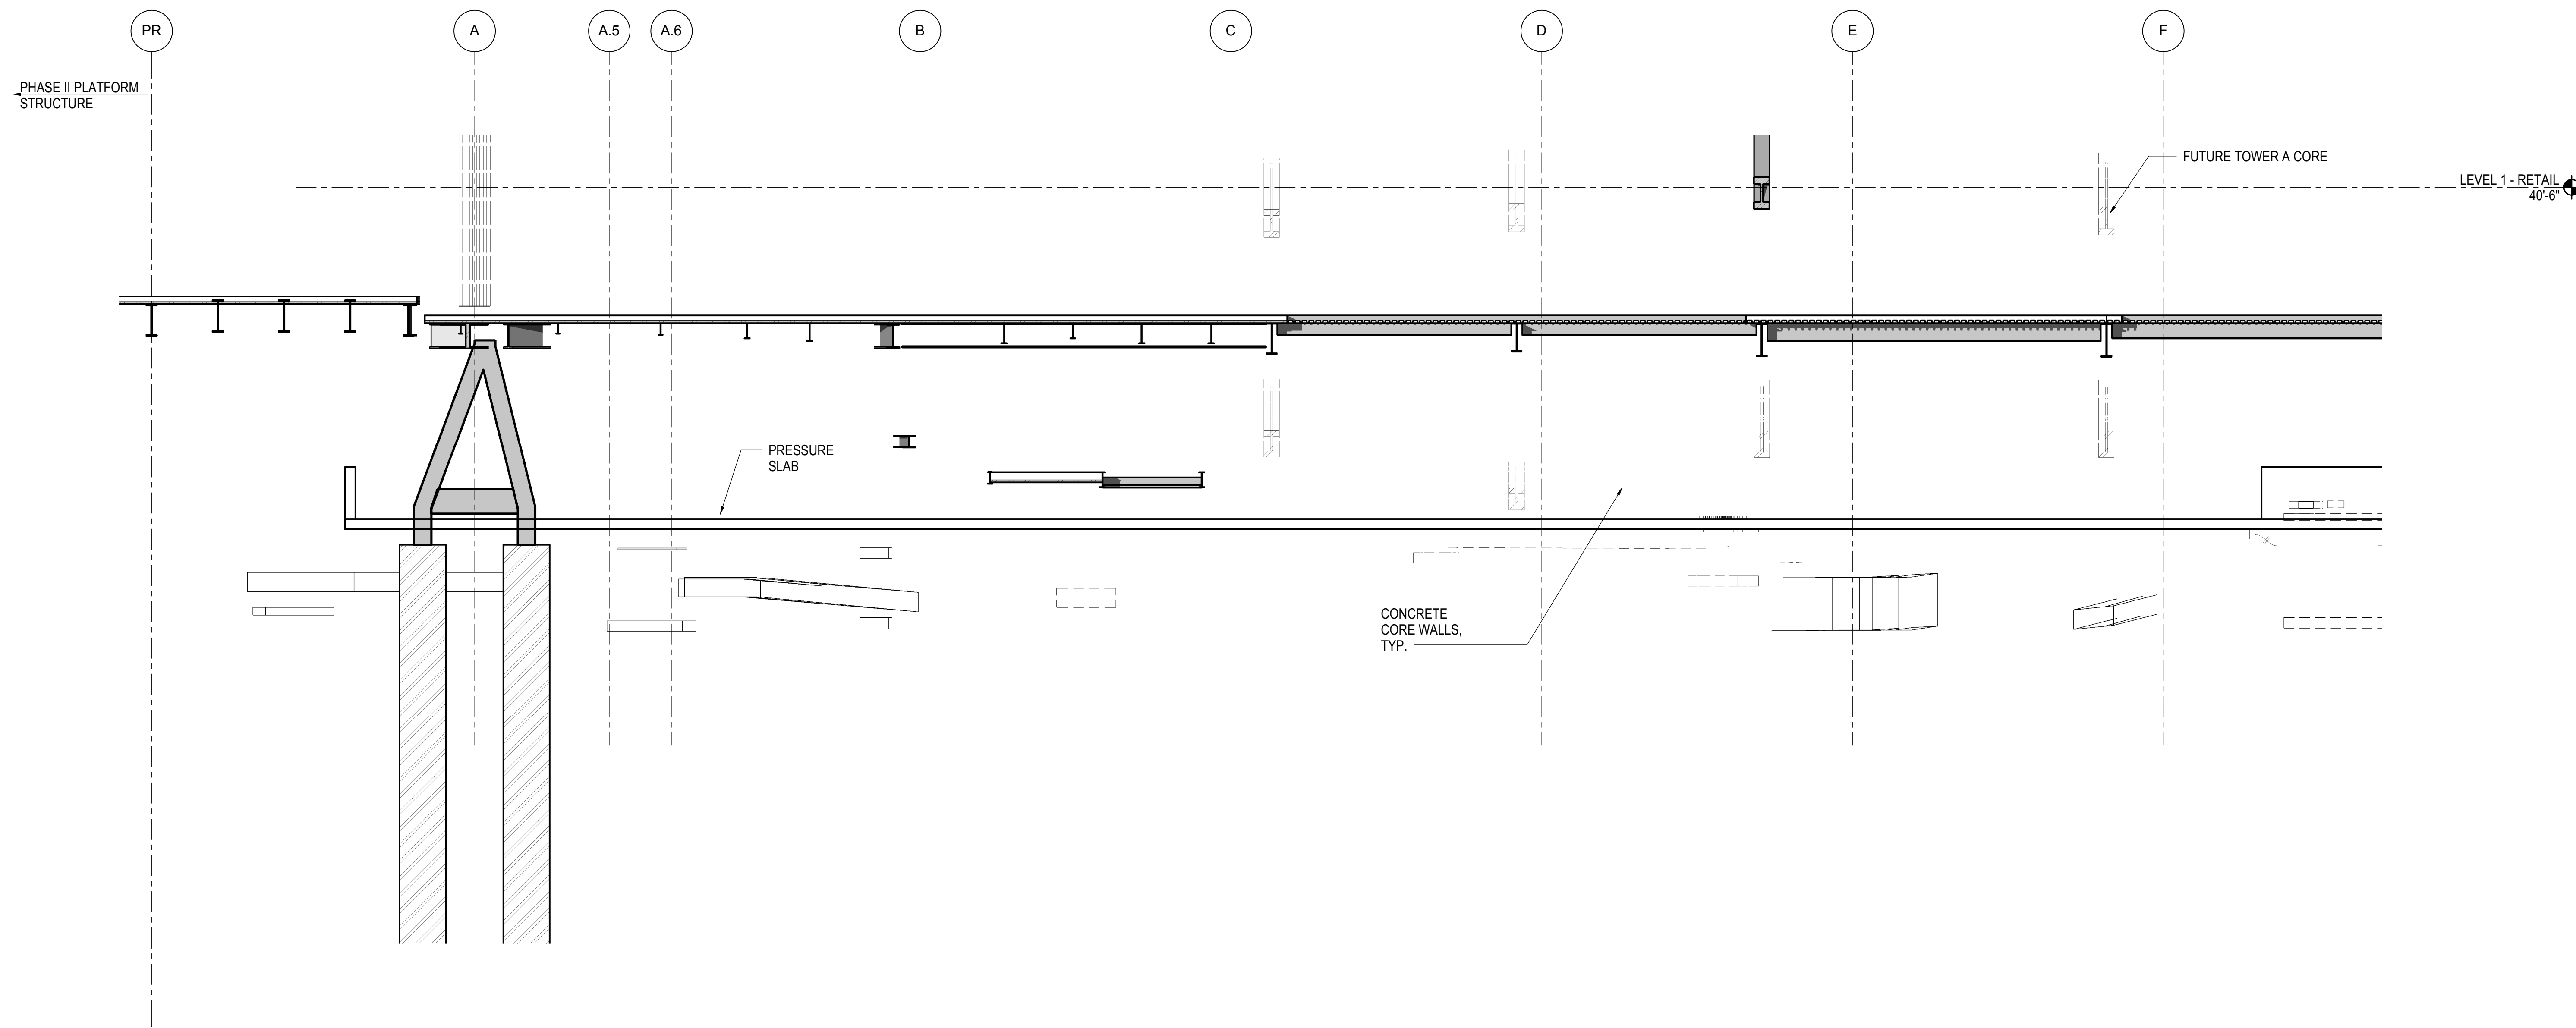 PR
A
A.5
A.6
B
C
D
E
F
PHASE II PLATFORM
STRUCTURE
FUTURE TOWER A CORE
LEVEL 1 - RETAIL
40'-6"
PRESSURE
SLAB
CONCRETE
CORE WALLS,
TYP.